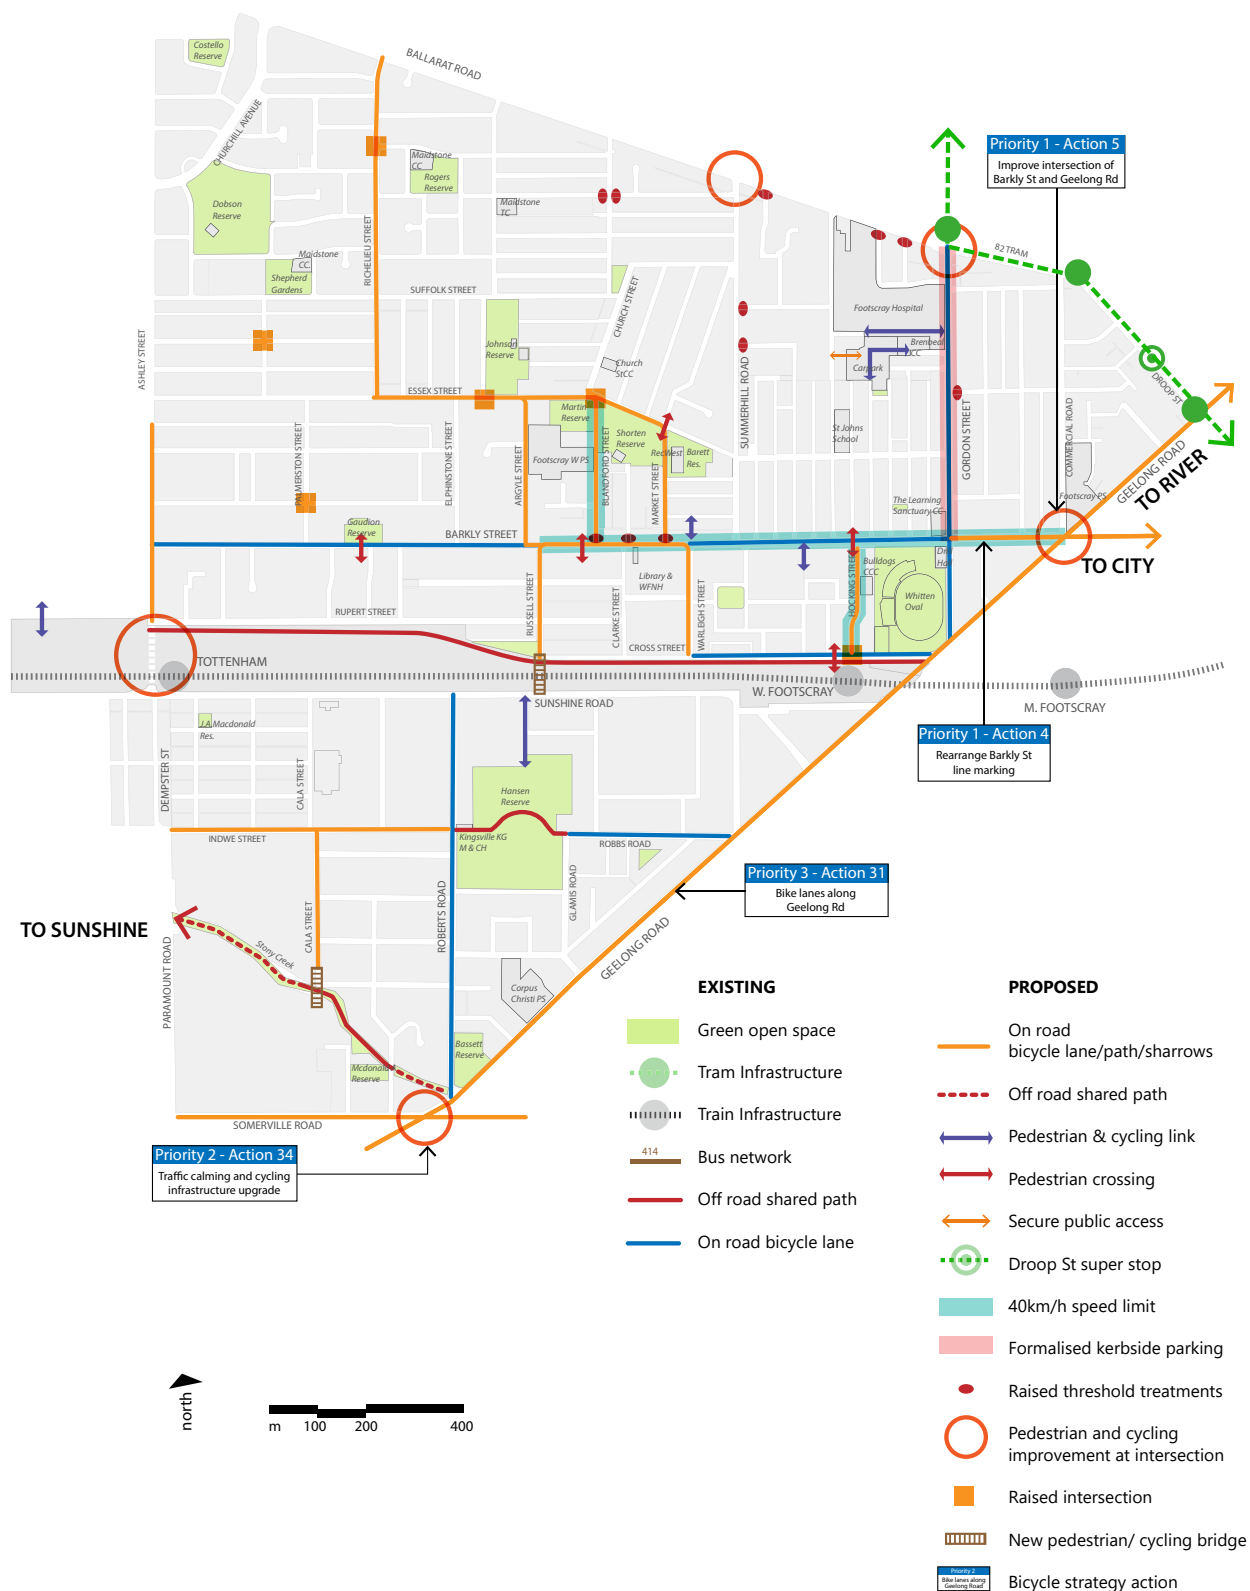 Costello
Reserve
BALLARAT ROAD
CHURCHILL AVENUE
Priority 1 - Action 5
Improve intersection of
Barkly St and Geelong Rd
Maidstone
CC
Rogers
Reserve
Dobson
Reserve
Maidstone
TC
RICHELIEU STREET
82 TRAM
Maidstone
CC
Shepherd
Gardens
SUFFOLK STREET
CHURCH STREET
Footscray Hospital
ASHLEY STREET
Johnson
Reserve
Church
StCC
Brenbeal
CC
Carpark
SUMMERHILL ROAD
DROOP ST
ESSEX STREET
Martin
Reserve
Shorten
Reserve
St Johns
School
GORDON STREET
COMMERCIAL ROAD
PALMERSTON STREET
ELPHINSTONE STREET
ARGYLE STREET
Footscray W PS
BLANDFORD STREET
MARKET STREET
RecWest
Barett
Res.
GEELONG ROAD
TO RIVER
The Learning
Sanctuary CC
Footscray PS
Gaudion
Reserve
BARKLY STREET
TO CITY
Library &
WFNH
Bulldogs
CCC
Drill
Hall
Whitten
Oval
HOCKING STREET
RUPERT STREET
RUSSELL STREET
CLARKE STREET
CROSS STREET
WARLEIGH STREET
TOTTENHAM
W. FOOTSCRAY
M. FOOTSCRAY
SUNSHINE ROAD
J.A.Macdonald
Res.
Priority 1 - Action 4
Rearrange Barkly St
line marking
DEMPSTER ST
CALA STREET
Hansen
Reserve
INDWE STREET
Kingsville KG
M & CH
ROBBS ROAD
Priority 3 - Action 31
Bike lanes along
Geelong Rd
GLAMIS ROAD
ROBERTS ROAD
TO SUNSHINE
CALA STREET
Stony Creek
PARAMOUNT ROAD
GEELONG ROAD
Corpus
Christi PS
Bassett
Reserve
Mcdonald
Reserve
SOMERVILLE ROAD
Priority 2 - Action 34
Traffic calming and cycling
infrastructure upgrade
EXISTING
Green open space
Tram Infrastructure
Train Infrastructure
414
Bus network
Off road shared path
On road bicycle lane
PROPOSED
On road
bicycle lane/path/sharrows
Off road shared path
Pedestrian & cycling link
Pedestrian crossing
Secure public access
Droop St super stop
40km/h speed limit
Formalised kerbside parking
Raised threshold treatments
Pedestrian and cycling
improvement at intersection
Raised intersection
New pedestrian/ cycling bridge
Priority 2
Bike lanes along
Geelong Road
Bicycle strategy action
north
m 100 200 400